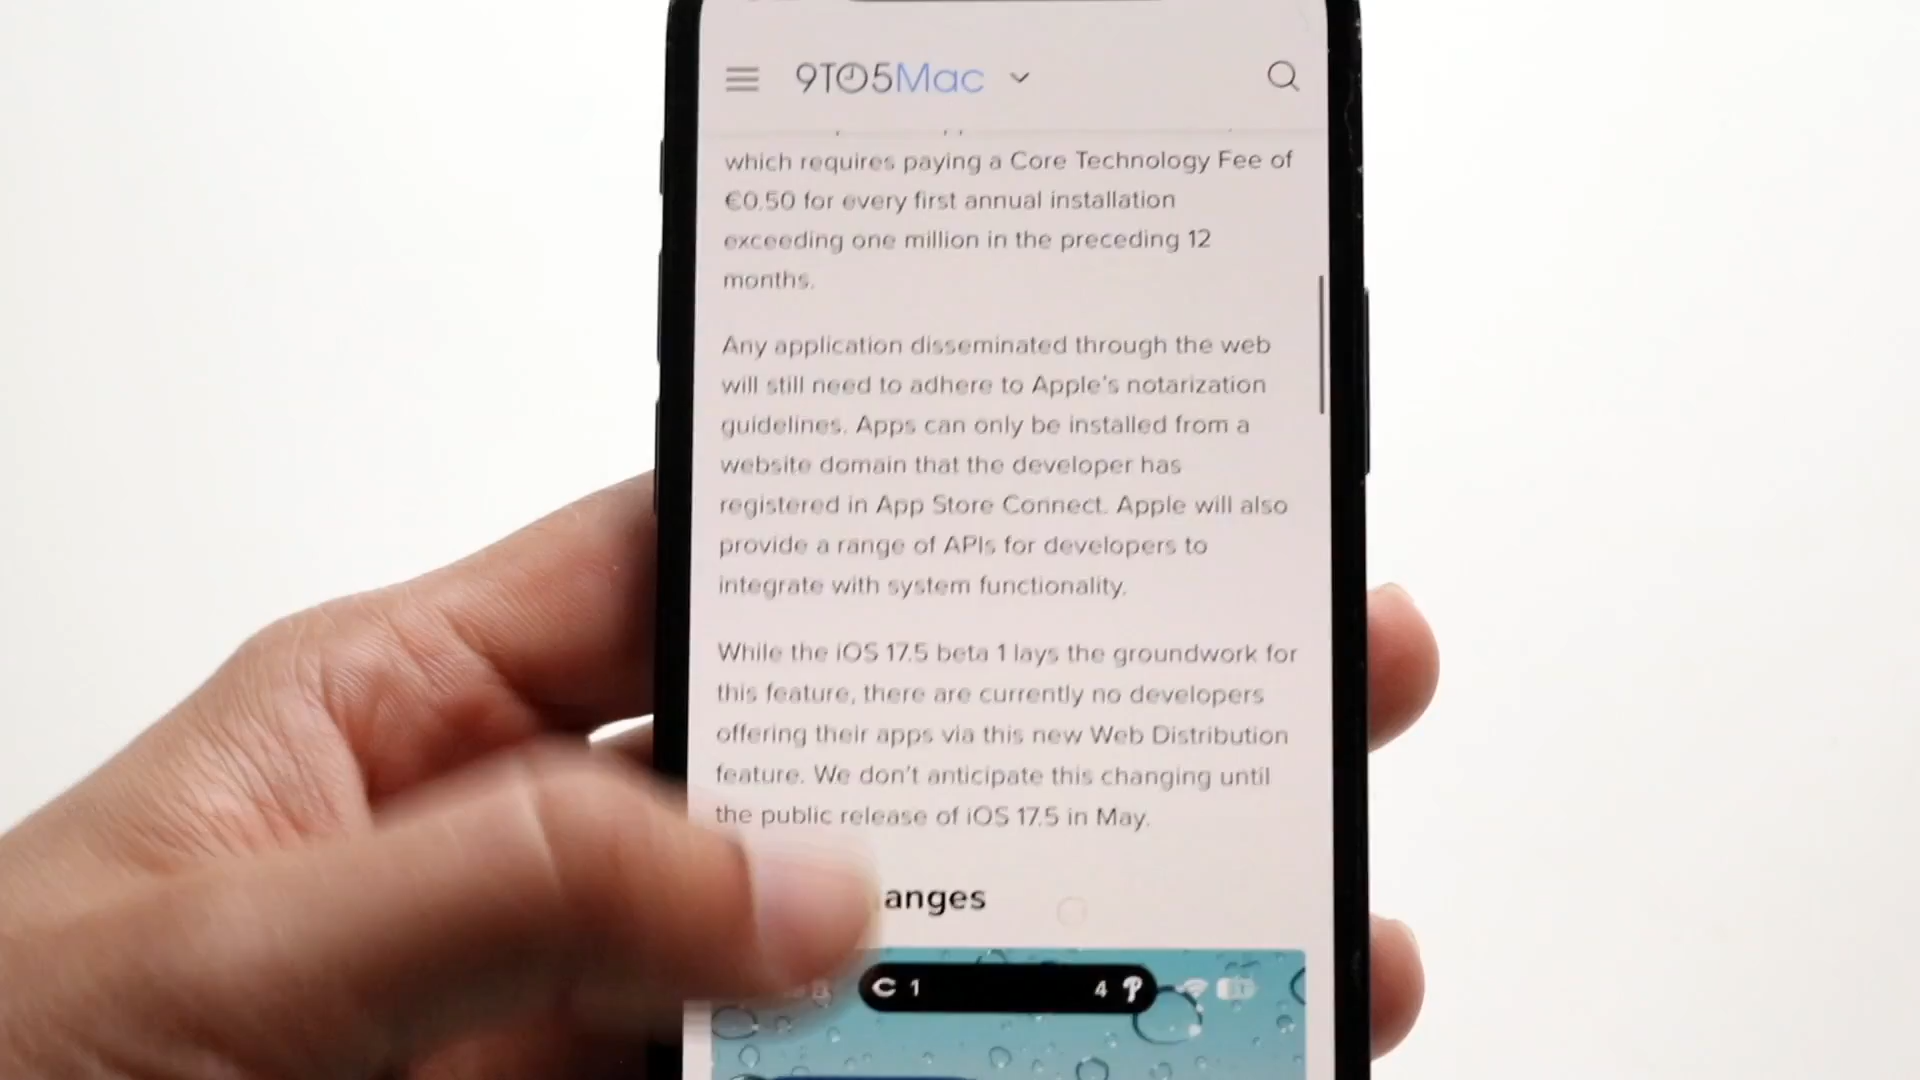 9TO5Mac
which requires paying a Core Technology Fee of
€0.50 for every first annual installation
exceeding one million in the preceding 12
months.
Any application disseminated through the web
will still need to adhere to Apple’s notarization
guidelines. Apps can only be installed from a
website domain that the developer has
registered in App Store Connect. Apple will also
provide a range of APIs for developers to
integrate with system functionality.
While the iOS 17.5 beta 1 lays the groundwork for
this feature, there are currently no developers
offering their apps via this new Web Distribution
feature. We don’t anticipate this changing until
the public release of iOS 17.5 in May.
anges
C 1 4 P